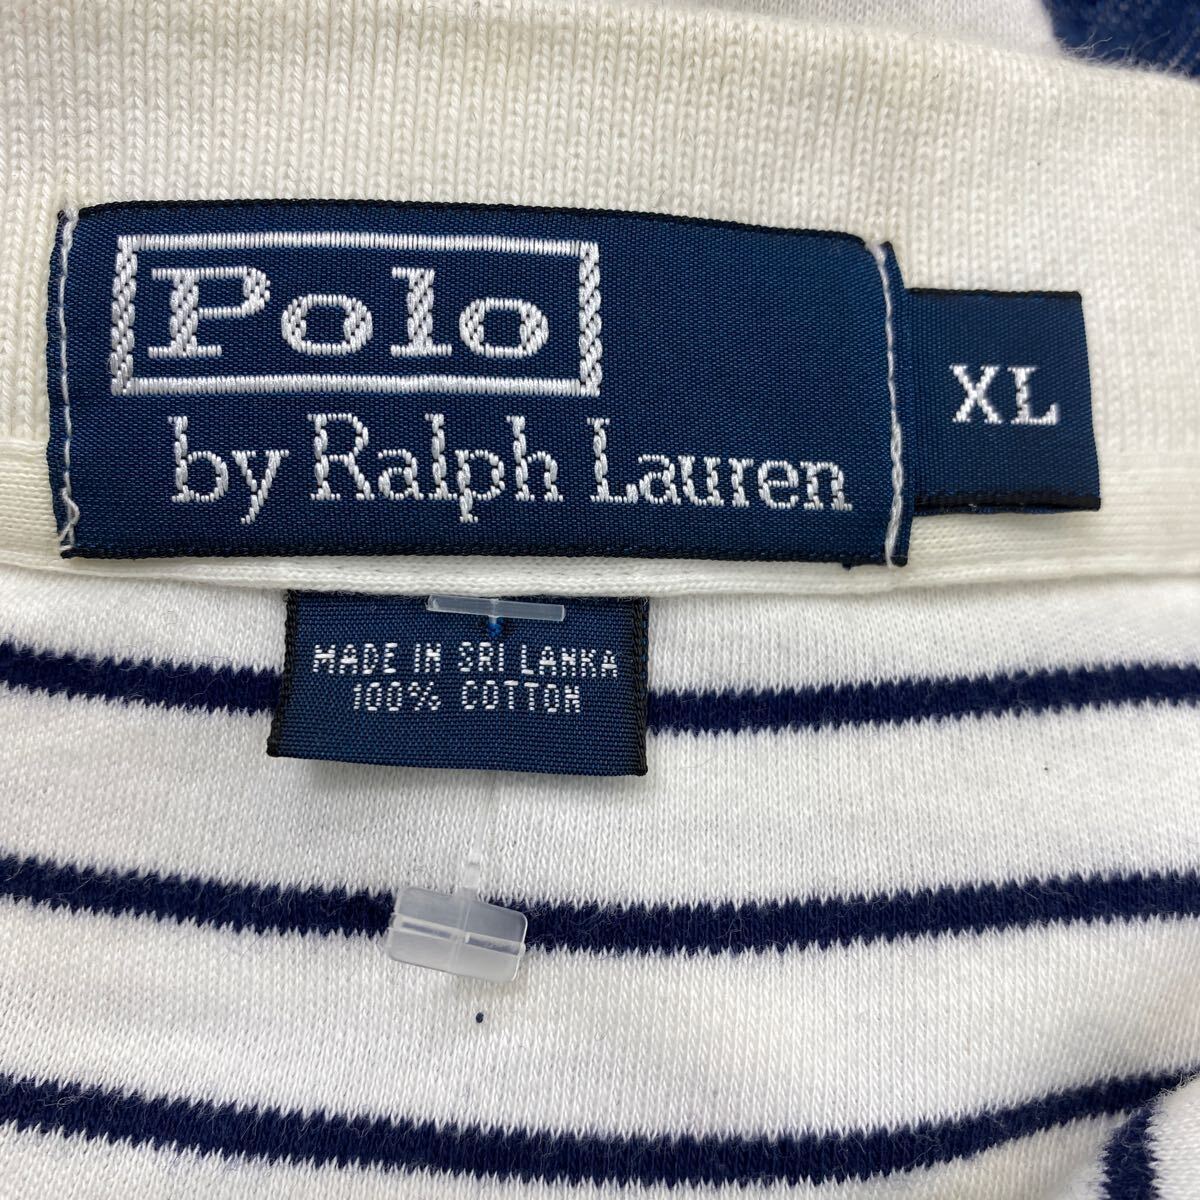 Polo
by Ralph Lauren
XL
MADE IN SRI LANKA
100% COTTON